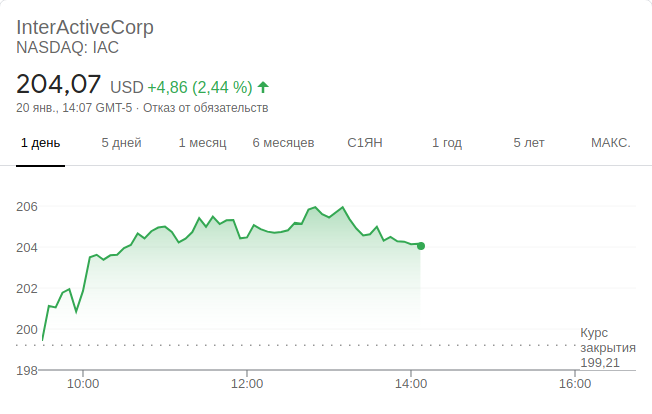 InterActiveCorp
NASDAQ: IAC
204,07 USD +4,86 (2,44 %)
20 янв., 14:07 GMT-5 · Отказ от обязательств
1 день 5 дней 1 месяц 6 месяцев С1ЯН 1 год 5 лет МАКС.
206
204
202
200
Курс
закрытия
199,21
198
10:00 12:00 14:00 16:00